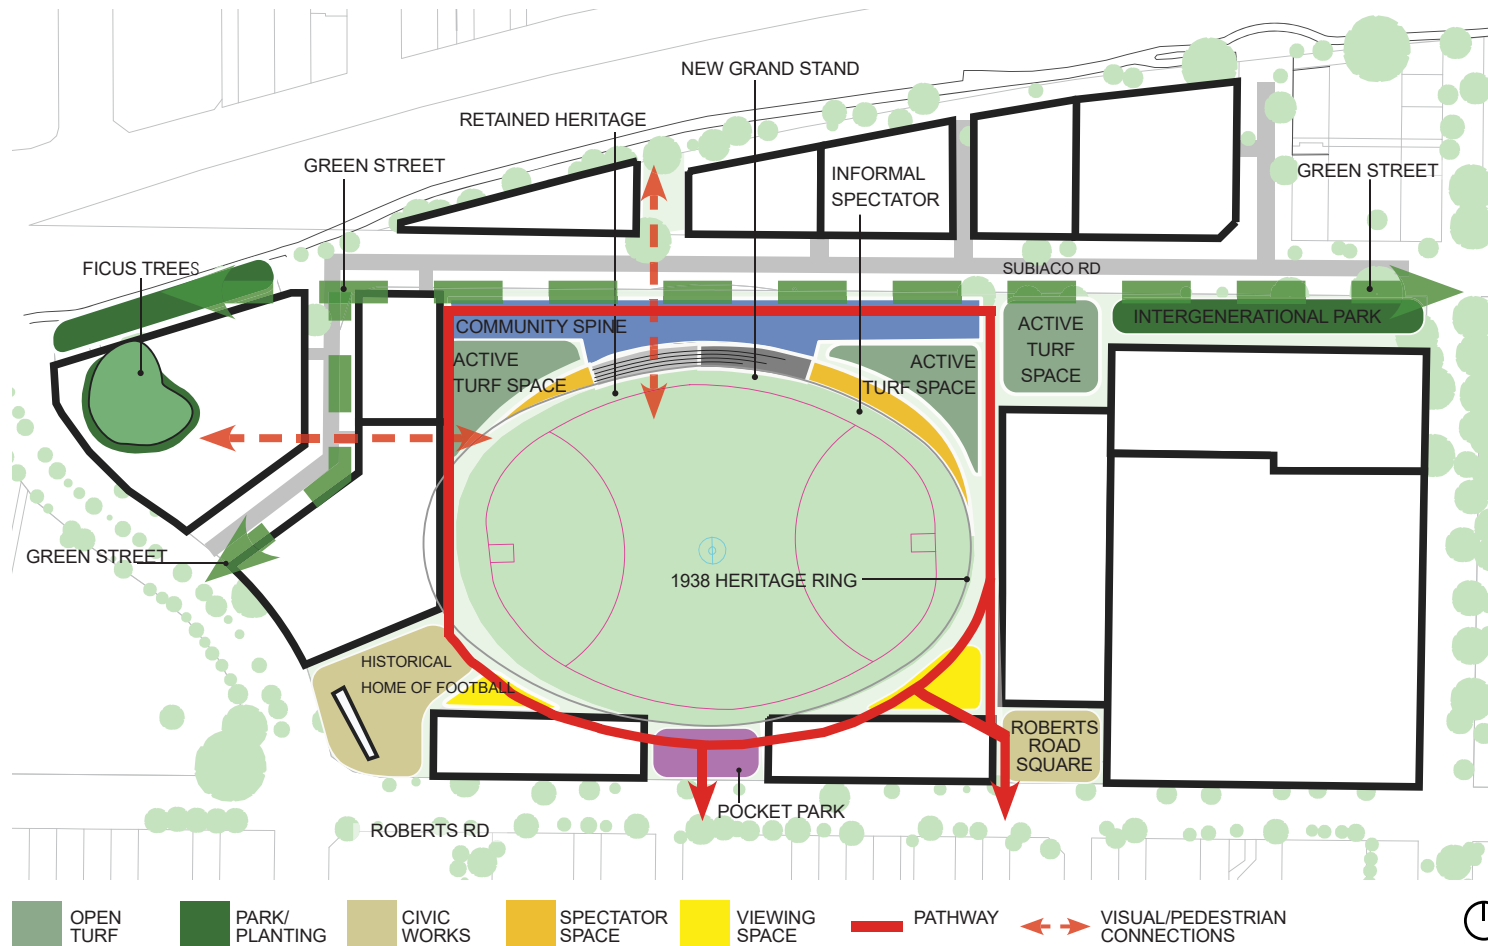 NEW GRAND STAND
RETAINED HERITAGE
GREEN STREET
INFORMAL
SPECTATOR
GREEN STREET
FICUS TREES
SUBIACO RD
COMMUNITY SPINE
INTERGENERATIONAL PARK
ACTIVE
TURF
SPACE
ACTIVE
TURF SPACE
ACTIVE
TURF SPACE
GREEN STREET
1938 HERITAGE RING
HISTORICAL
HOME OF FOOTBALL
ROBERTS
ROAD
SQUARE
POCKET PARK
ROBERTS RD
OPEN
TURF
PARK/
PLANTING
CIVIC
WORKS
SPECTATOR
SPACE
VIEWING
SPACE
PATHWAY
VISUAL/PEDESTRIAN
CONNECTIONS